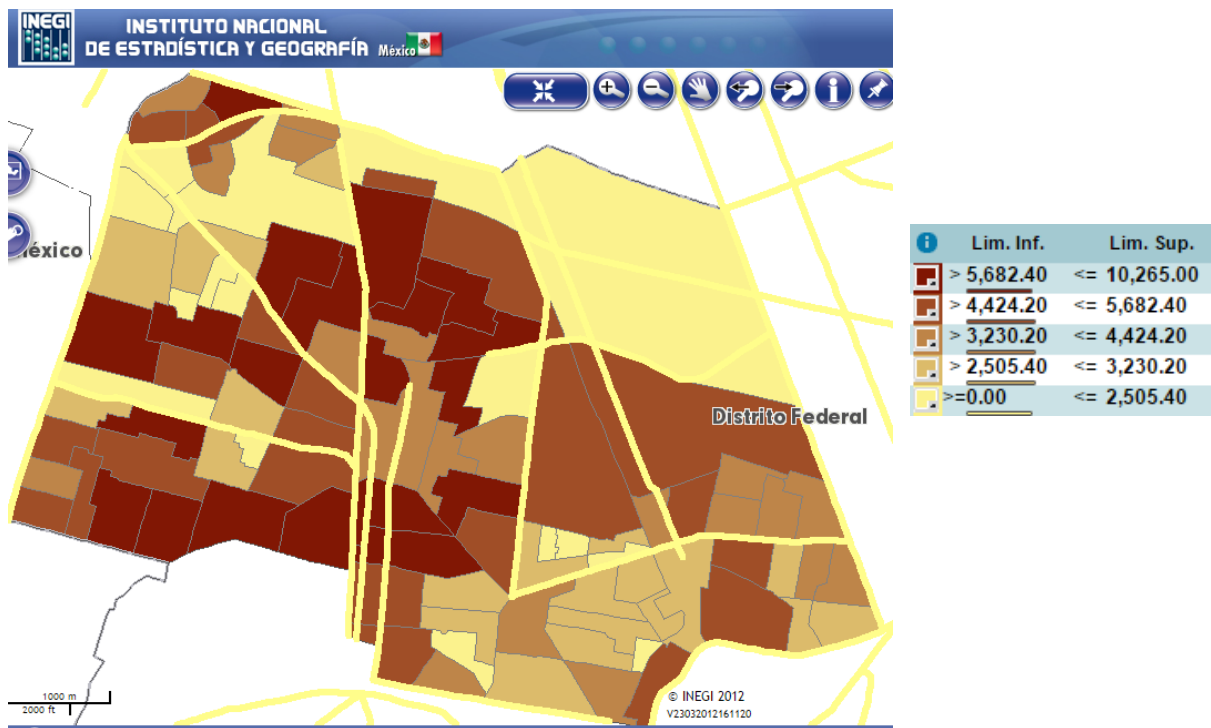 INEGI
INSTITUTO NACIONAL
DE ESTADÍSTICA Y GEOGRAFÍA México
éxico
Distrito Federal
1000 m
2000 ft
© INEGI 2012
V23032012161120
Lim. Inf. Lim. Sup.
> 5,682.40 <= 10,265.00
> 4,424.20 <= 5,682.40
> 3,230.20 <= 4,424.20
> 2,505.40 <= 3,230.20
>=0.00 <= 2,505.40